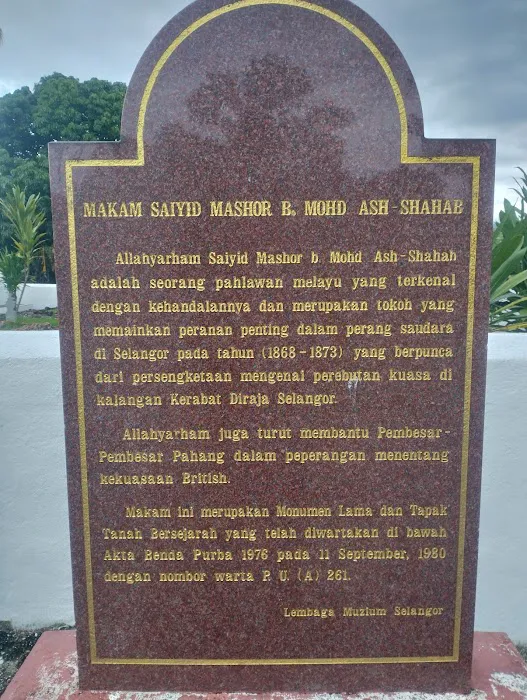 MAKAM SAIYID MASHOR B. MOHD ASH-SHAHAB
Allahyarham Saiyid Mashor b. Mohd Ash-Shahab
adalah seorang pahlawan melayu yang terkenal
dengan kehandalannya dan merupakan tokoh yang
memainkan peranan penting dalam perang saudara
di Selangor pada tahun (1868-1873) yang berpunca
dari persengketaan mengenai perebutan kuasa di
kalangan Kerabat Diraja Selangor.
Allahyarham juga turut membantu Pembesar-
Pembesar Pahang dalam peperangan menentang
kekuasaan British.
Makam ini merupakan Monumen Lama dan Tapak
Tanah Bersejarah yang telah diwartakan di bawah
Akta Benda Purba 1976 pada 11 September, 1980
dengan nombor warta P. U. (A) 261.
Lembaga Muzium Selangor